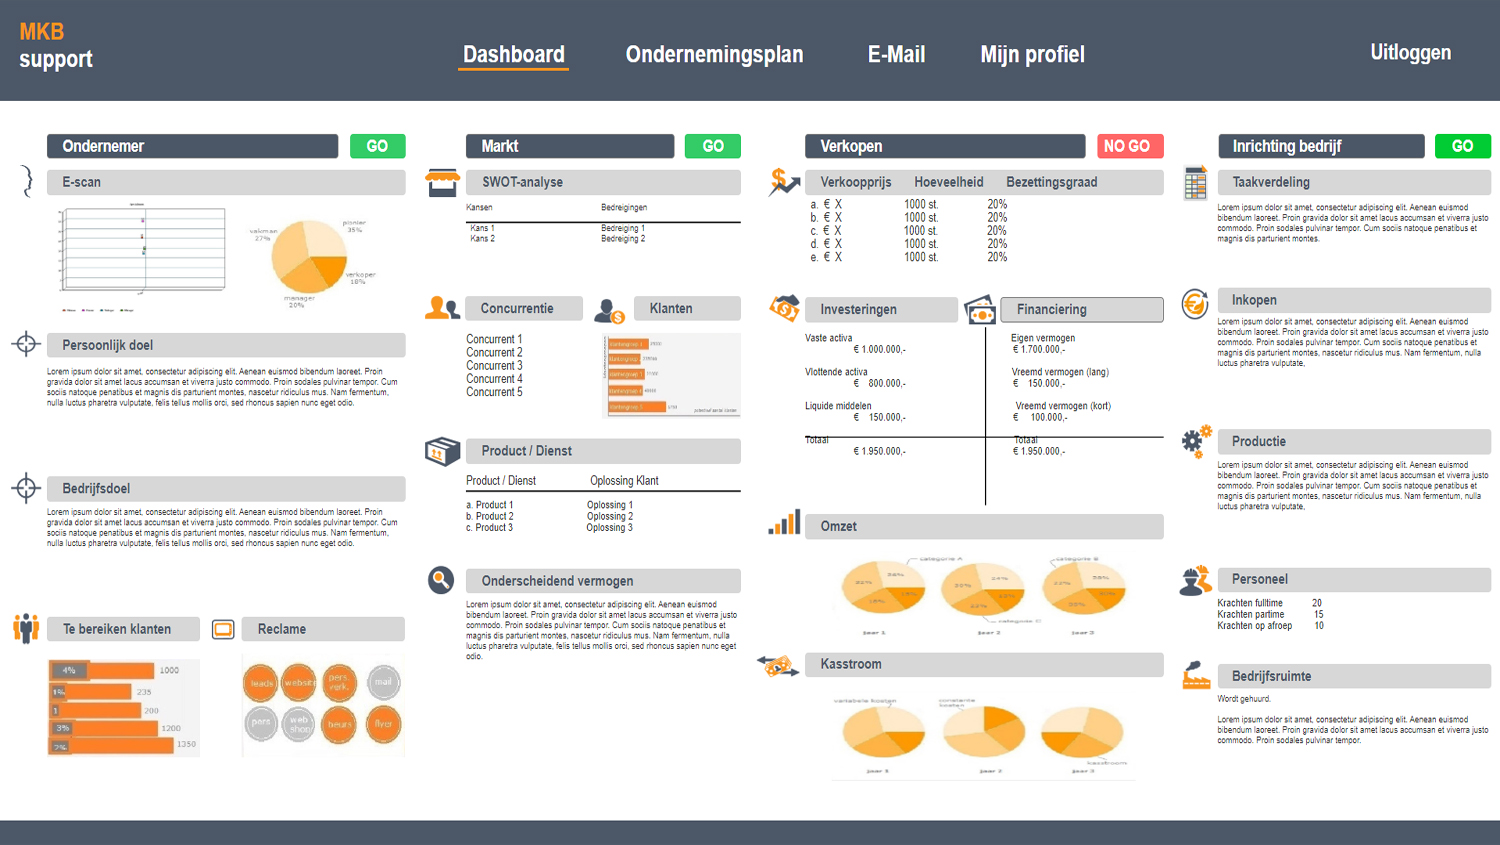 MKB
support
Dashboard
Ondernemingsplan
E-Mail
Mijn profiel
Uitloggen
Ondernemer
GO
E-scan
vakman
27%
pionier
35%
verkoper
18%
manager
20%
Persoonlijk doel
Lorem ipsum dolor sit amet, consectetur adipiscing elit. Aenean euismod bibendum laoreet. Proin
gravida dolor sit amet lacus accumsan et viverra justo commodo. Proin sodales pulvinar tempor. Cum
sociis natoque penatibus et magnis dis parturient montes, nascetur ridiculus mus. Nam fermentum,
nulla luctus pharetra vulputate, felis tellus mollis orci, sed rhoncus sapien nunc eget odio.
Bedrijfsdoel
Lorem ipsum dolor sit amet, consectetur adipiscing elit. Aenean euismod bibendum laoreet. Proin
gravida dolor sit amet lacus accumsan et viverra justo commodo. Proin sodales pulvinar tempor. Cum
sociis natoque penatibus et magnis dis parturient montes, nascetur ridiculus mus. Nam fermentum,
nulla luctus pharetra vulputate, felis tellus mollis orci, sed rhoncus sapien nunc eget odio.
Te bereiken klanten
4% 1000
1% 235
1 200
3% 1200
2% 1350
Reclame
leads
website
pers.
verk.
mail
pers
web
shop
beurs
flyer
Markt
GO
SWOT-analyse
Kansen Bedreigingen
Kans 1 Bedreiging 1
Kans 2 Bedreiging 2
Concurrentie
Concurrent 1
Concurrent 2
Concurrent 3
Concurrent 4
Concurrent 5
Klanten
Product / Dienst
Product / Dienst Oplossing Klant
a. Product 1 Oplossing 1
b. Product 2 Oplossing 2
c. Product 3 Oplossing 3
Onderscheidend vermogen
Lorem ipsum dolor sit amet, consectetur adipiscing elit. Aenean euismod
bibendum laoreet. Proin gravida dolor sit amet lacus accumsan et viverra justo
commodo. Proin sodales pulvinar tempor. Cum sociis natoque penatibus et
magnis dis parturient montes, nascetur ridiculus mus. Nam fermentum, nulla
luctus pharetra vulputate, felis tellus mollis orci, sed rhoncus sapien nunc eget
odio.
Verkopen
NO GO
Verkoopprijs Hoeveelheid Bezettingsgraad
a. € X 1000 st. 20%
b. € X 1000 st. 20%
c. € X 1000 st. 20%
d. € X 1000 st. 20%
e. € X 1000 st. 20%
Investeringen
Vaste activa
€ 1.000.000,-
Vlottende activa
€ 800.000,-
Liquide middelen
€ 150.000,-
Totaal
€ 1.950.000,-
Financiering
Eigen vermogen
€ 1.700.000,-
Vreemd vermogen (lang)
€ 150.000,-
Vreemd vermogen (kort)
€ 100.000,-
Totaal
€ 1.950.000,-
Omzet
categorie A
categorie B
categorie C
jaar 1
jaar 2
Kasstroom
variabele kosten
constante
kosten
kasstroom
jaar 1
jaar 2
jaar 3
Inrichting bedrijf
GO
Taakverdeling
Lorem ipsum dolor sit amet, consectetur adipiscing elit. Aenean euismod
bibendum laoreet. Proin gravida dolor sit amet lacus accumsan et viverra justo
commodo. Proin sodales pulvinar tempor. Cum sociis natoque penatibus et
magnis dis parturient montes.
Inkopen
Lorem ipsum dolor sit amet, consectetur adipiscing elit. Aenean euismod
bibendum laoreet. Proin gravida dolor sit amet lacus accumsan et viverra justo
commodo. Proin sodales pulvinar tempor. Cum sociis natoque penatibus et
magnis dis parturient montes, nascetur ridiculus mus. Nam fermentum, nulla
luctus pharetra vulputate,
Productie
Lorem ipsum dolor sit amet, consectetur adipiscing elit. Aenean euismod
bibendum laoreet. Proin gravida dolor sit amet lacus accumsan et viverra justo
commodo. Proin sodales pulvinar tempor. Cum sociis natoque penatibus et
magnis dis parturient montes, nascetur ridiculus mus. Nam fermentum, nulla
luctus pharetra vulputate,
Personeel
Krachten fulltime 20
Krachten partime 15
Krachten op afroep 10
Bedrijfsruimte
Wordt gehuurd.
Lorem ipsum dolor sit amet, consectetur adipiscing elit. Aenean euismod
bibendum laoreet. Proin gravida dolor sit amet lacus accumsan et viverra justo
commodo. Proin sodales pulvinar tempor.